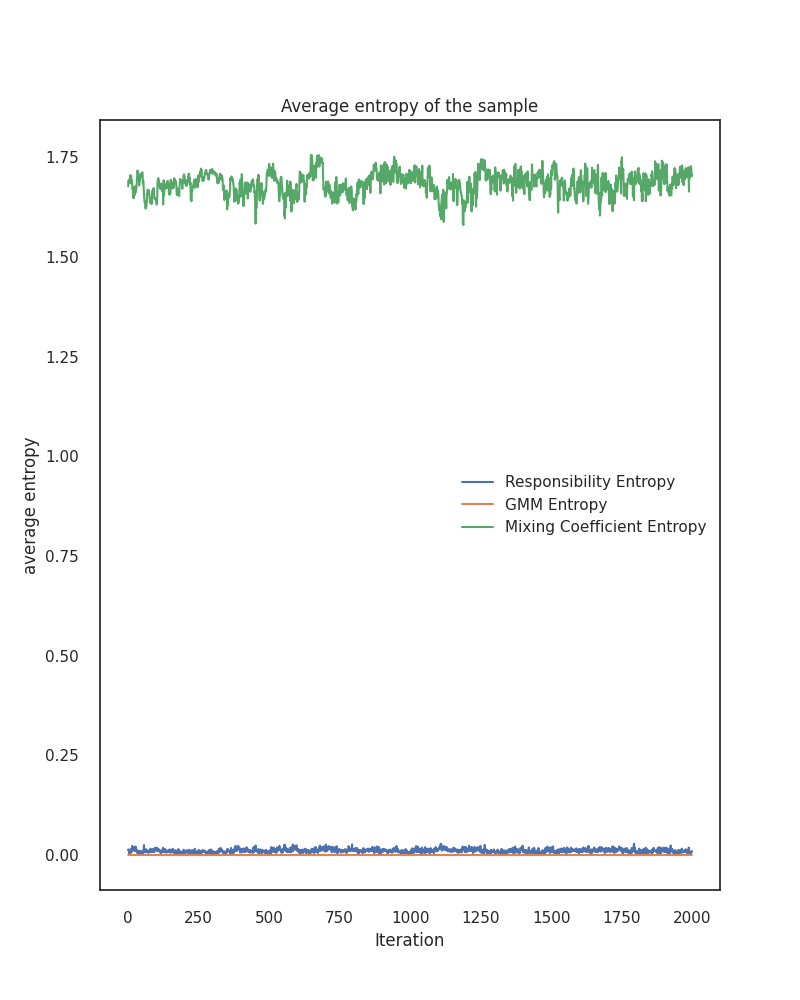 Average entropy of the sample
1.75
1.50
1.25
1.00
0.75
0.50
0.25
0.00
average entropy
Responsibility Entropy
GMM Entropy
Mixing Coefficient Entropy
0 250 500 750 1000 1250 1500 1750 2000
Iteration